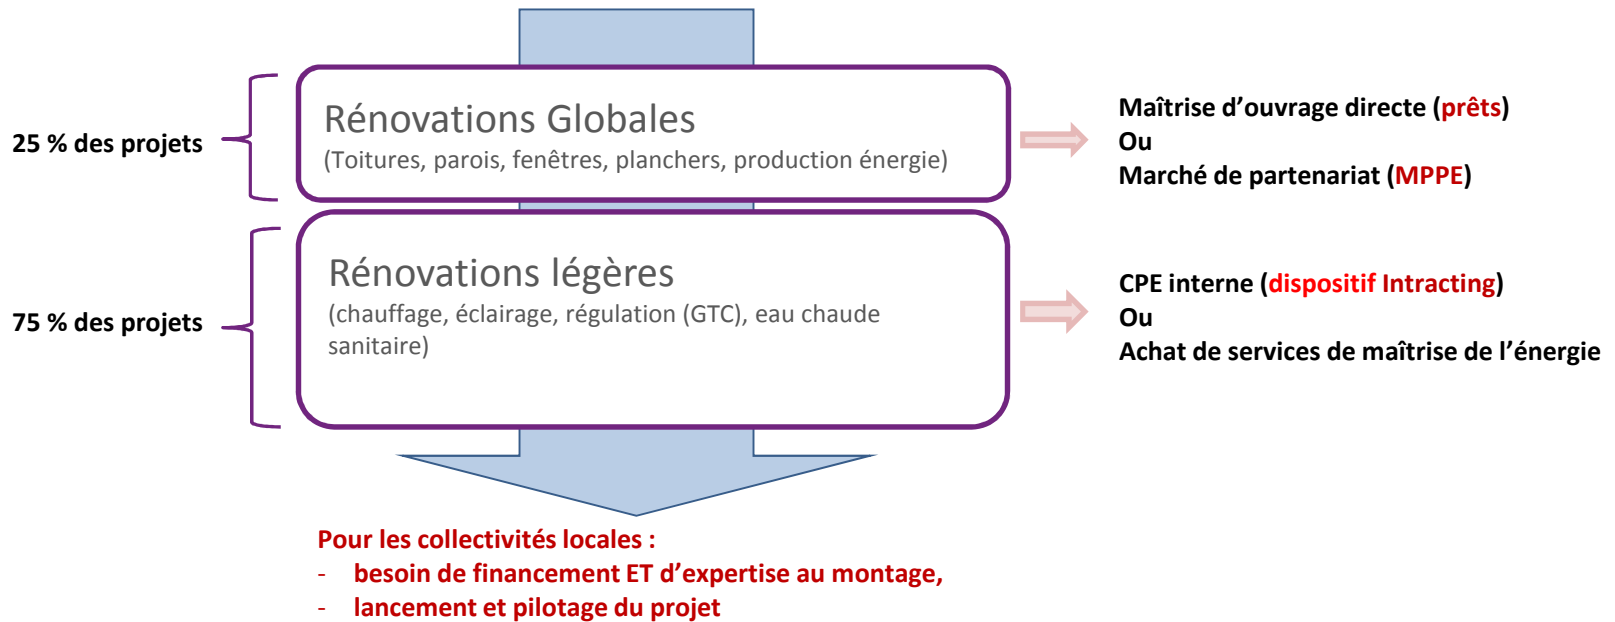 25 % des projets
Rénovations Globales
(Toitures, parois, fenêtres, planchers, production énergie)
Maîtrise d’ouvrage directe (prêts)
Ou
Marché de partenariat (MPPE)
75 % des projets
Rénovations légères
(chauffage, éclairage, régulation (GTC), eau chaude
sanitaire)
CPE interne (dispositif Intracting)
Ou
Achat de services de maîtrise de l’énergie
Pour les collectivités locales :
- besoin de financement ET d’expertise au montage,
- lancement et pilotage du projet